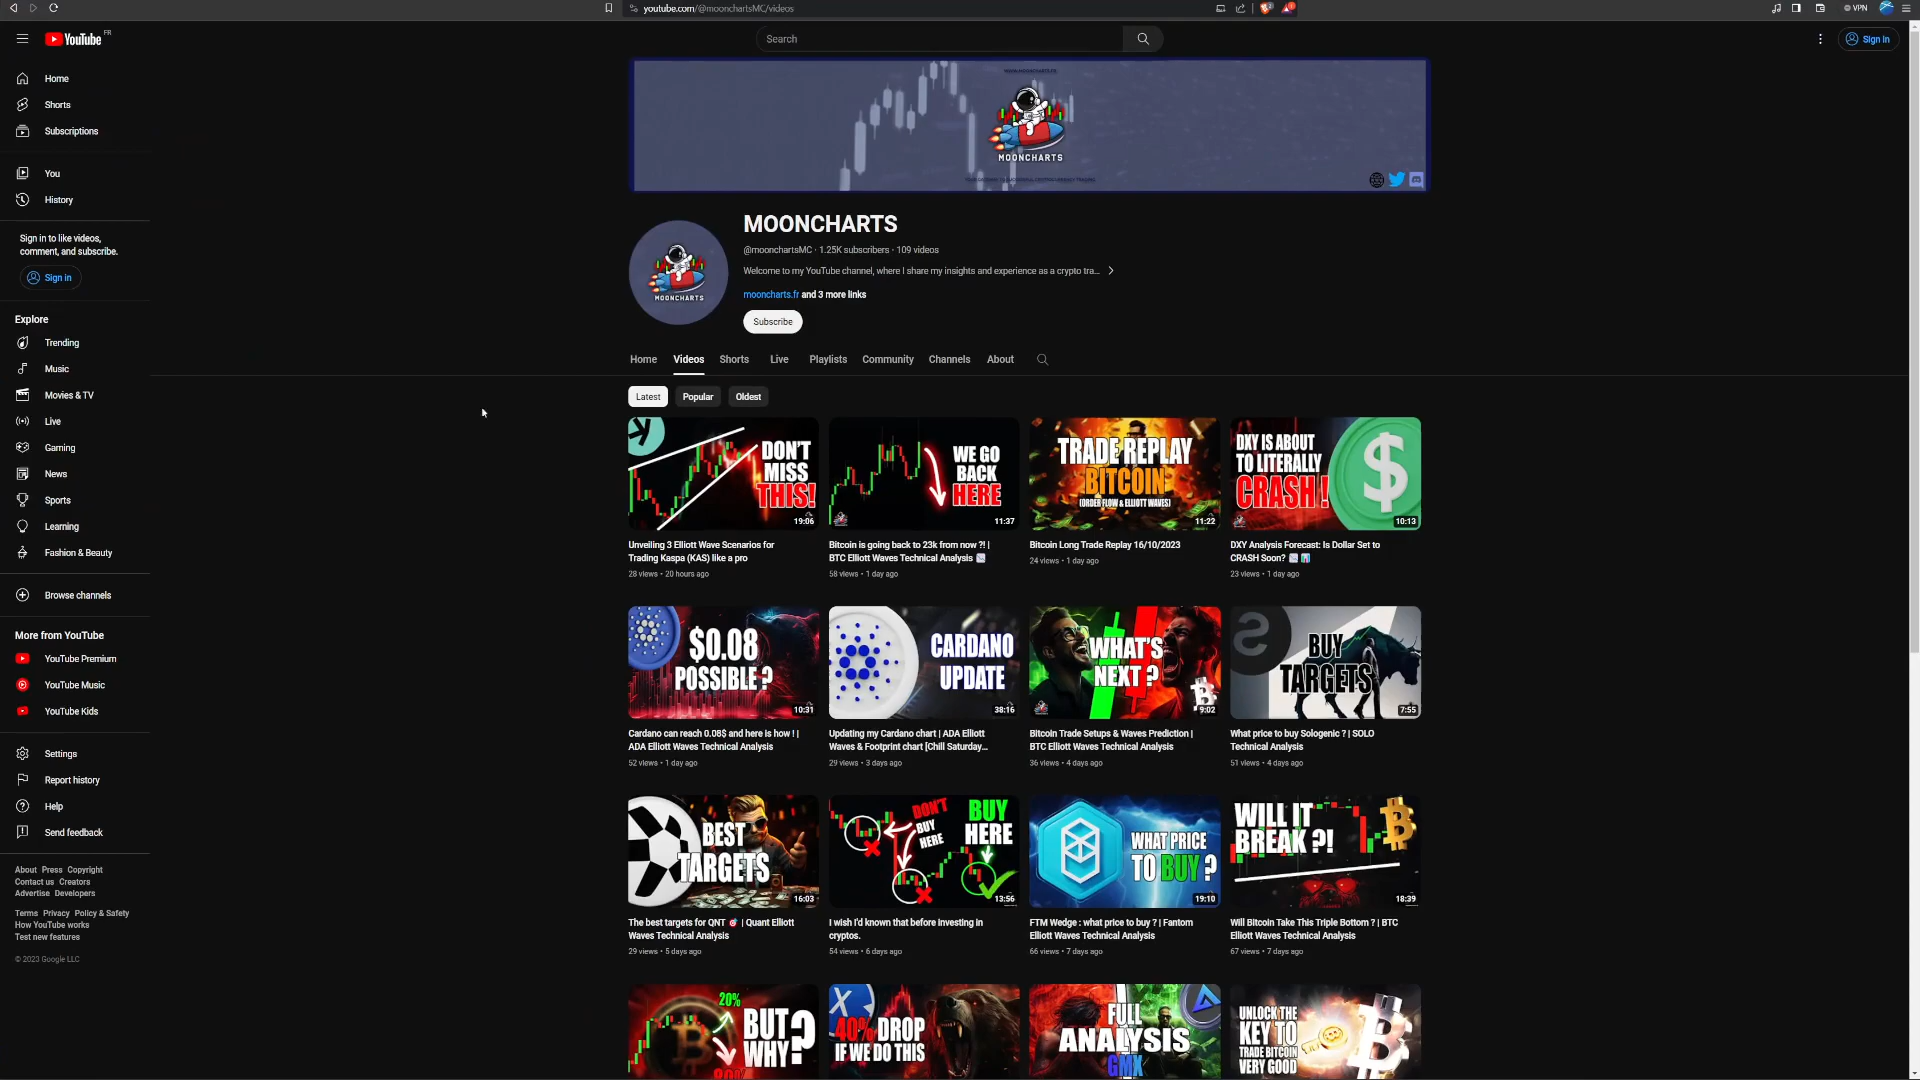 youtube.com/@moonchartsMC/videos
VPN
YouTube FR
Search
Sign in
Home
Shorts
Subscriptions
You
History
Sign in to like videos,
comment, and subscribe.
Sign in
Explore
Trending
Music
Movies & TV
Live
Gaming
News
Sports
Learning
Fashion & Beauty
Browse channels
More from YouTube
YouTube Premium
YouTube Music
YouTube Kids
Settings
Report history
Help
Send feedback
About Press Copyright
Contact us Creators
Advertise Developers
Terms Privacy Policy & Safety
How YouTube works
Test new features
© 2023 Google LLC
WWW.MOONCHARTS.FR
MOONCHARTS
MOONCHARTS
MOONCHARTS
@moonchartsMC · 1.25K subscribers · 109 videos
Welcome to my YouTube channel, where I share my insights and experience as a crypto tra...
mooncharts.fr and 3 more links
Subscribe
Home Videos Shorts Live Playlists Community Channels About
Latest Popular Oldest
DON'T
MISS
THIS!
19:06
Unveiling 3 Elliott Wave Scenarios for
Trading Kaspa (KAS) like a pro
28 views • 20 hours ago
WE GO
BACK
HERE
11:37
Bitcoin is going back to 23k from now ?! |
BTC Elliott Waves Technical Analysis
58 views • 1 day ago
TRADE REPLAY
BITCOIN
(ORDER FLOW & ELLIOTT WAVES)
11:22
Bitcoin Long Trade Replay 16/10/2023
24 views • 1 day ago
DXY IS ABOUT
TO LITERALLY
CRASH !
$
10:13
DXY Analysis Forecast: Is Dollar Set to
CRASH Soon?
23 views • 1 day ago
$0.08
POSSIBLE ?
10:31
Cardano can reach 0.08$ and here is how ! |
ADA Elliott Waves Technical Analysis
52 views • 1 day ago
CARDANO
UPDATE
38:16
Updating my Cardano chart | ADA Elliott
Waves & Footprint chart [Chill Saturday...
29 views • 3 days ago
WHAT'S
NEXT ?
9:02
Bitcoin Trade Setups & Waves Prediction |
BTC Elliott Waves Technical Analysis
36 views • 4 days ago
BUY
TARGETS
7:55
What price to buy Sologenic ? | SOLO
Technical Analysis
51 views • 4 days ago
BEST
TARGETS
16:03
The best targets for QNT | Quant Elliott
Waves Technical Analysis
29 views • 5 days ago
DON'T
BUY
HERE
BUY
HERE
13:56
I wish I'd known that before investing in
cryptos.
54 views • 6 days ago
WHAT PRICE
TO BUY ?
19:10
FTM Wedge : what price to buy ? | Fantom
Elliott Waves Technical Analysis
66 views • 7 days ago
WILL IT
BREAK ?!
18:39
Will Bitcoin Take This Triple Bottom ? | BTC
Elliott Waves Technical Analysis
67 views • 7 days ago
20%
BUT
WHY?
40% DROP
IF WE DO THIS
FULL
ANALYSIS
GMX
UNLOCK THE
KEY TO
TRADE BITCOIN
VERY GOOD